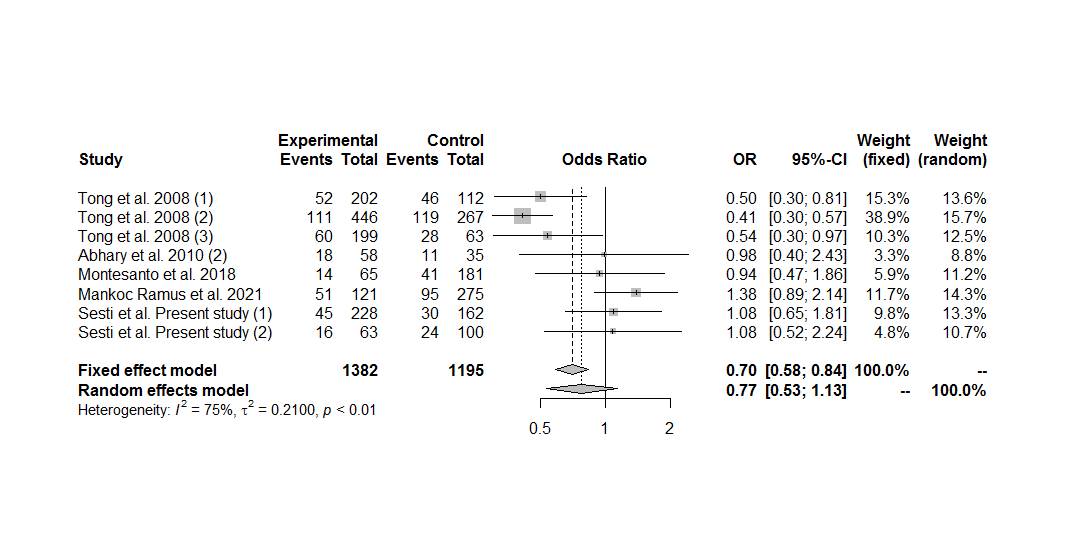 Experimental Control Weight Weight
Study Events Total Events Total Odds Ratio OR 95%-CI (fixed) (random)
Tong et al. 2008 (1) 52 202 46 112 0.50 [0.30; 0.81] 15.3% 13.6%
Tong et al. 2008 (2) 111 446 119 267 0.41 [0.30; 0.57] 38.9% 15.7%
Tong et al. 2008 (3) 60 199 28 63 0.54 [0.30; 0.97] 10.3% 12.5%
Abhary et al. 2010 (2) 18 58 11 35 0.98 [0.40; 2.43] 3.3% 8.8%
Montesanto et al. 2018 14 65 41 181 0.94 [0.47; 1.86] 5.9% 11.2%
Mankoc Ramus et al. 2021 51 121 95 275 1.38 [0.89; 2.14] 11.7% 14.3%
Sesti et al. Present study (1) 45 228 30 162 1.08 [0.65; 1.81] 9.8% 13.3%
Sesti et al. Present study (2) 16 63 24 100 1.08 [0.52; 2.24] 4.8% 10.7%
Fixed effect model 1382 1195 0.70 [0.58; 0.84] 100.0% --
Random effects model 0.77 [0.53; 1.13] -- 100.0%
Heterogeneity: I² = 75%, τ² = 0.2100, p < 0.01
0.5 1 2